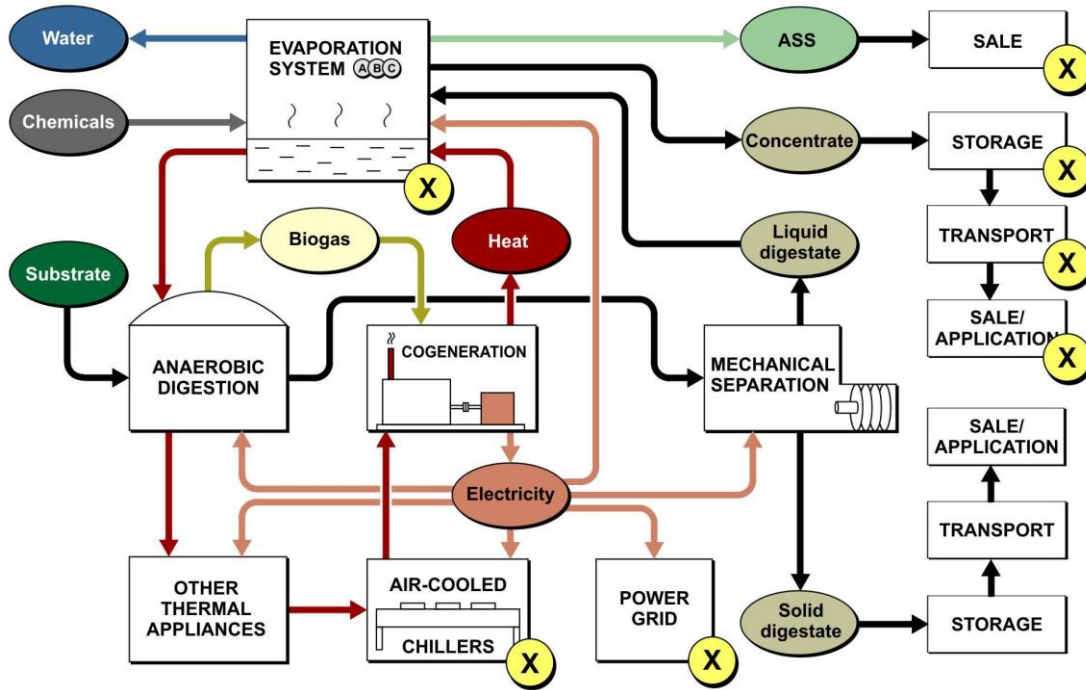 Water
EVAPORATION
SYSTEM A B C
ASS
SALE
X
Chemicals
Concentrate
STORAGE
X
X
Biogas
Heat
Liquid
digestate
TRANSPORT
X
Substrate
SALE/
APPLICATION
X
ANAEROBIC
DIGESTION
COGENERATION
MECHANICAL
SEPARATION
SALE/
APPLICATION
Electricity
TRANSPORT
OTHER
THERMAL
APPLIANCES
AIR-COOLED
CHILLERS
X
POWER
GRID
X
Solid
digestate
STORAGE